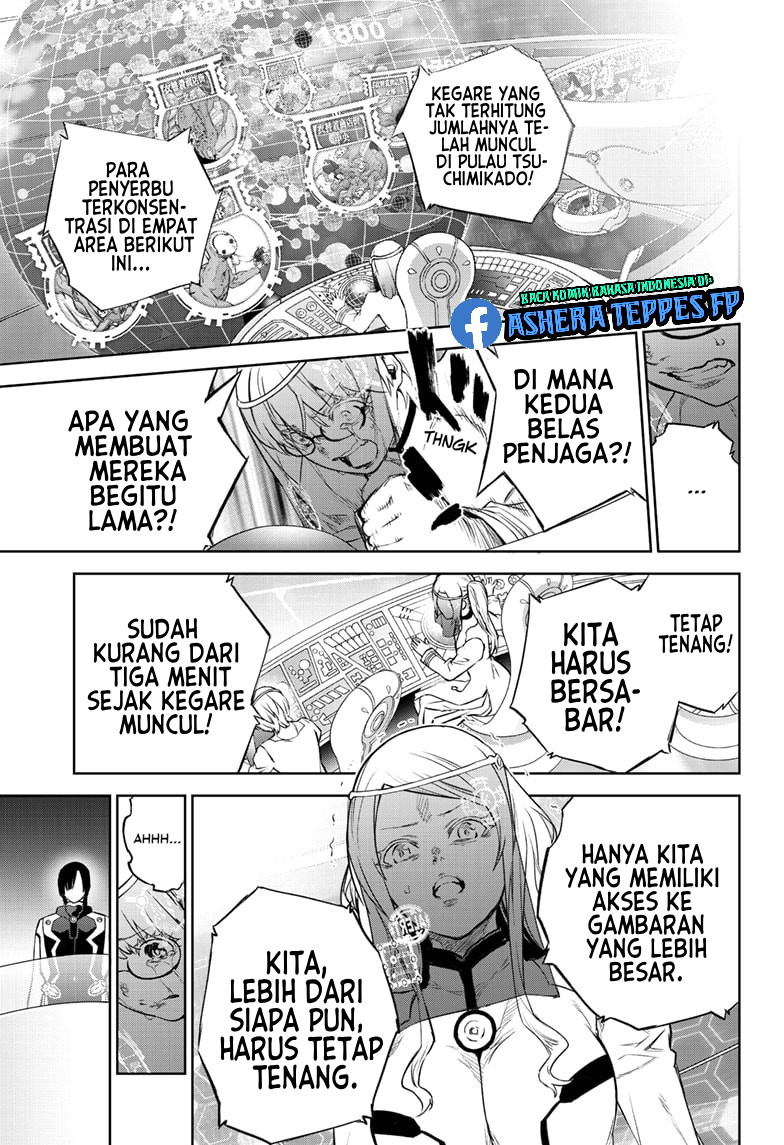 1800
KEGARE YANG
TAK TERHITUNG
JUMLAHNYA TE-
LAH MUNCUL
DI PULAU TSU-
CHIMIKADO!
PARA
PENYERBU
TERKONSEN-
TRASI DI EMPAT
AREA BERIKUT
INI...
BACA KOMIK BAHASA INDONESIA DI:
f ASHERA TEPPES FP
...
DI MANA
KEDUA
BELAS
PENJAGA?!
THNGK
APA YANG
MEMBUAT
MEREKA
BEGITU
LAMA?!
TETAP
TENANG!
KITA
HARUS
BERSA-
BAR!
SUDAH
KURANG DARI
TIGA MENIT
SEJAK KEGARE
MUNCUL!
HANYA KITA
YANG MEMILIKI
AKSES KE
GAMBARAN
YANG LEBIH
BESAR.
KITA,
LEBIH DARI
SIAPA PUN,
HARUS TETAP
TENANG.
AHHH...